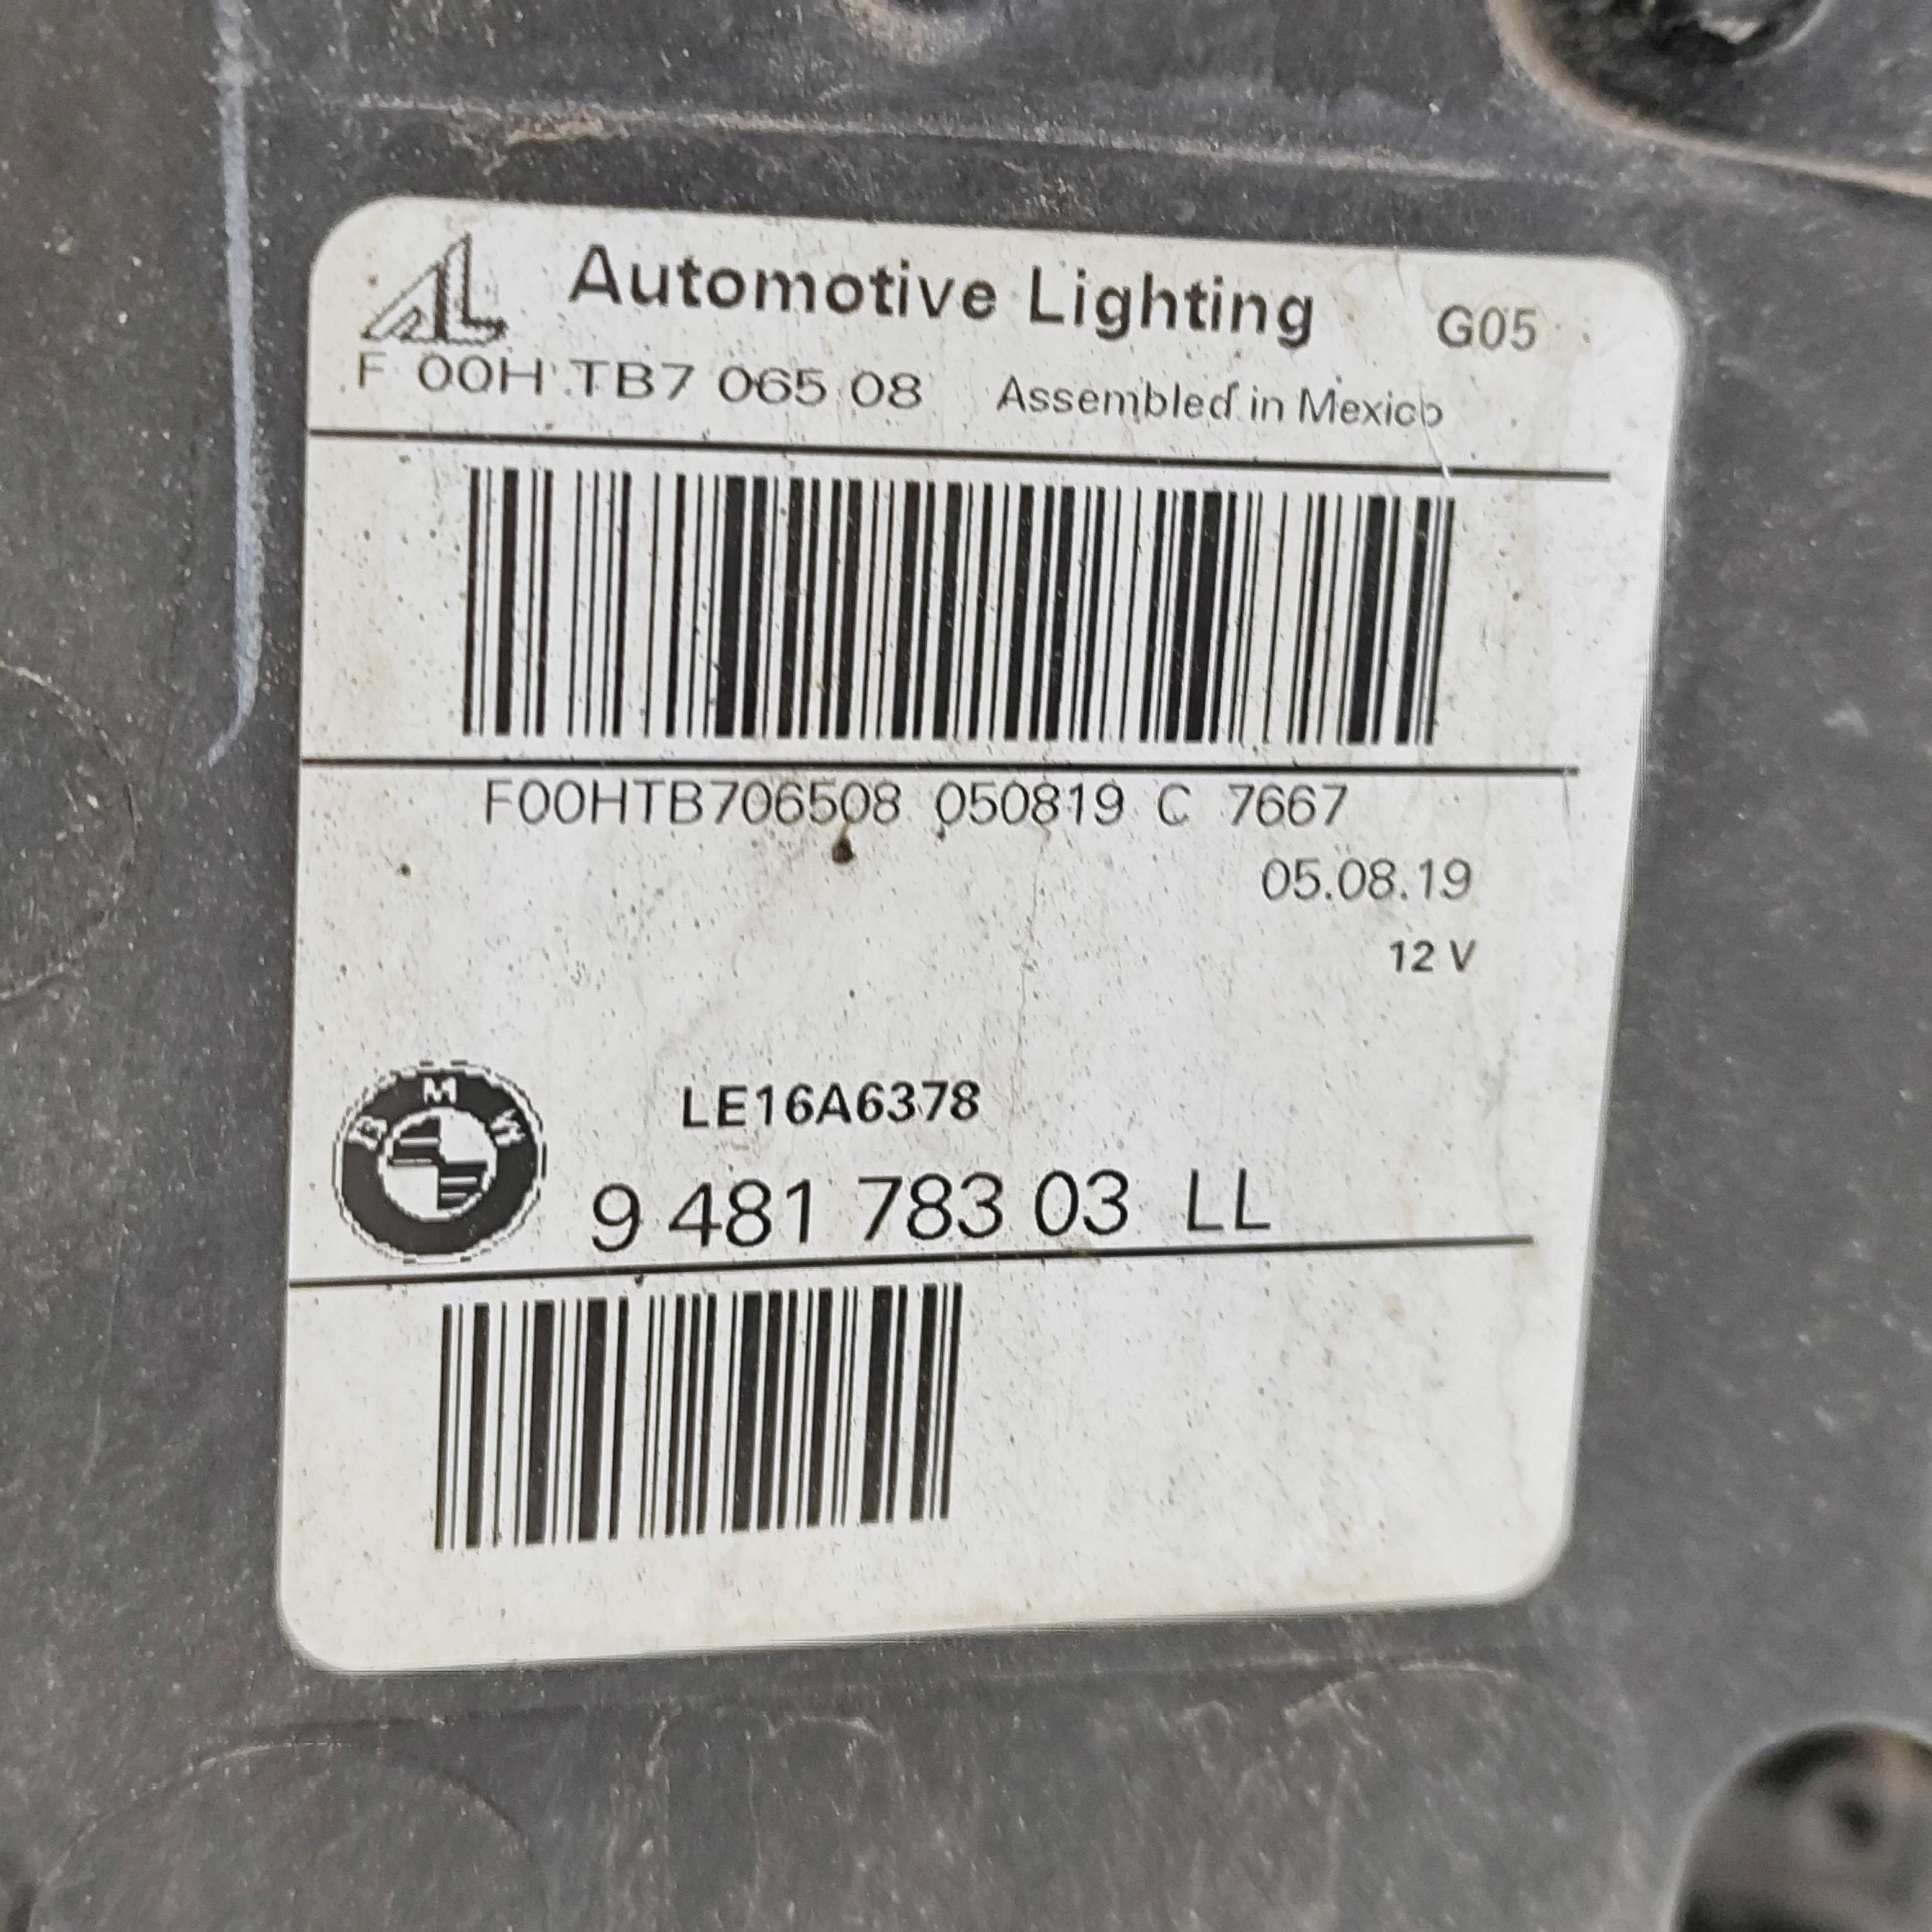 AL Automotive Lighting G05
F 00H TB7 065 08 Assembled in Mexico
F00HTB706508 050819 C 7667
05.08.19
12 V
BMW
LE16A6378
9 481 783 03 LL